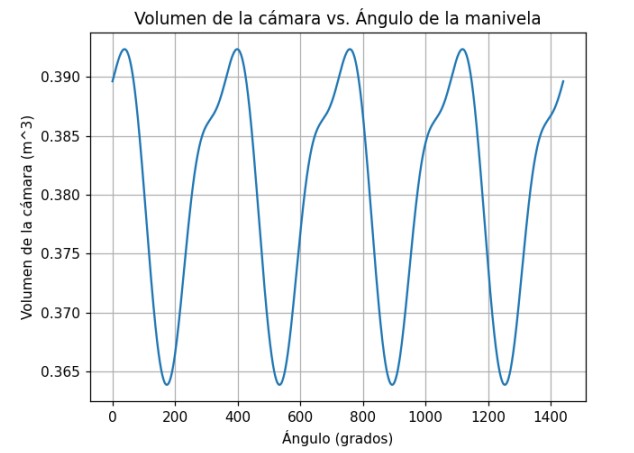 Volumen de la cámara vs. Ángulo de la manivela
Volumen de la cámara (m^3)
0.390
0.385
0.380
0.375
0.370
0.365
0 200 400 600 800 1000 1200 1400
Ángulo (grados)